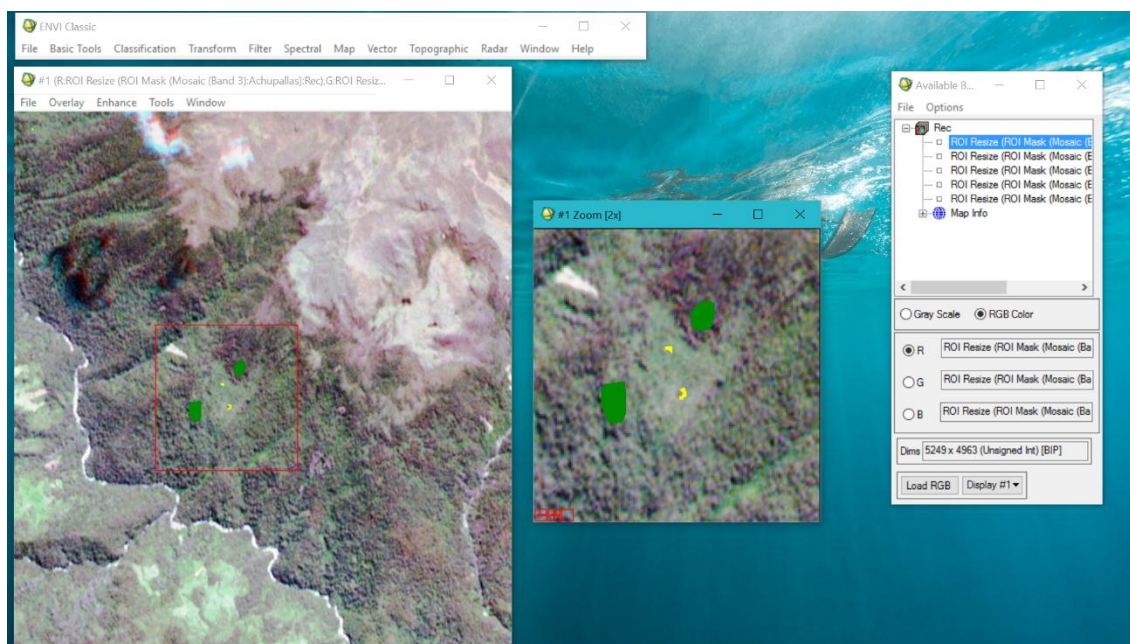 ENVI Classic
File Basic Tools Classification Transform Filter Spectral Map Vector Topographic Radar Window Help
#1 (R:ROI Resize (ROI Mask (Mosaic (Band 3):Achupallas):Rec),G:ROI Resiz...
File Overlay Enhance Tools Window
#1 Zoom [2x]
Available B...
File Options
Rec
ROI Resize (ROI Mask (Mosaic (E
ROI Resize (ROI Mask (Mosaic (E
ROI Resize (ROI Mask (Mosaic (E
ROI Resize (ROI Mask (Mosaic (E
ROI Resize (ROI Mask (Mosaic (E
Map Info
Gray Scale RGB Color
R ROI Resize (ROI Mask (Mosaic (Ba
G ROI Resize (ROI Mask (Mosaic (Ba
B ROI Resize (ROI Mask (Mosaic (Ba
Dims 5249 x 4963 (Unsigned Int) [BIP]
Load RGB Display #1